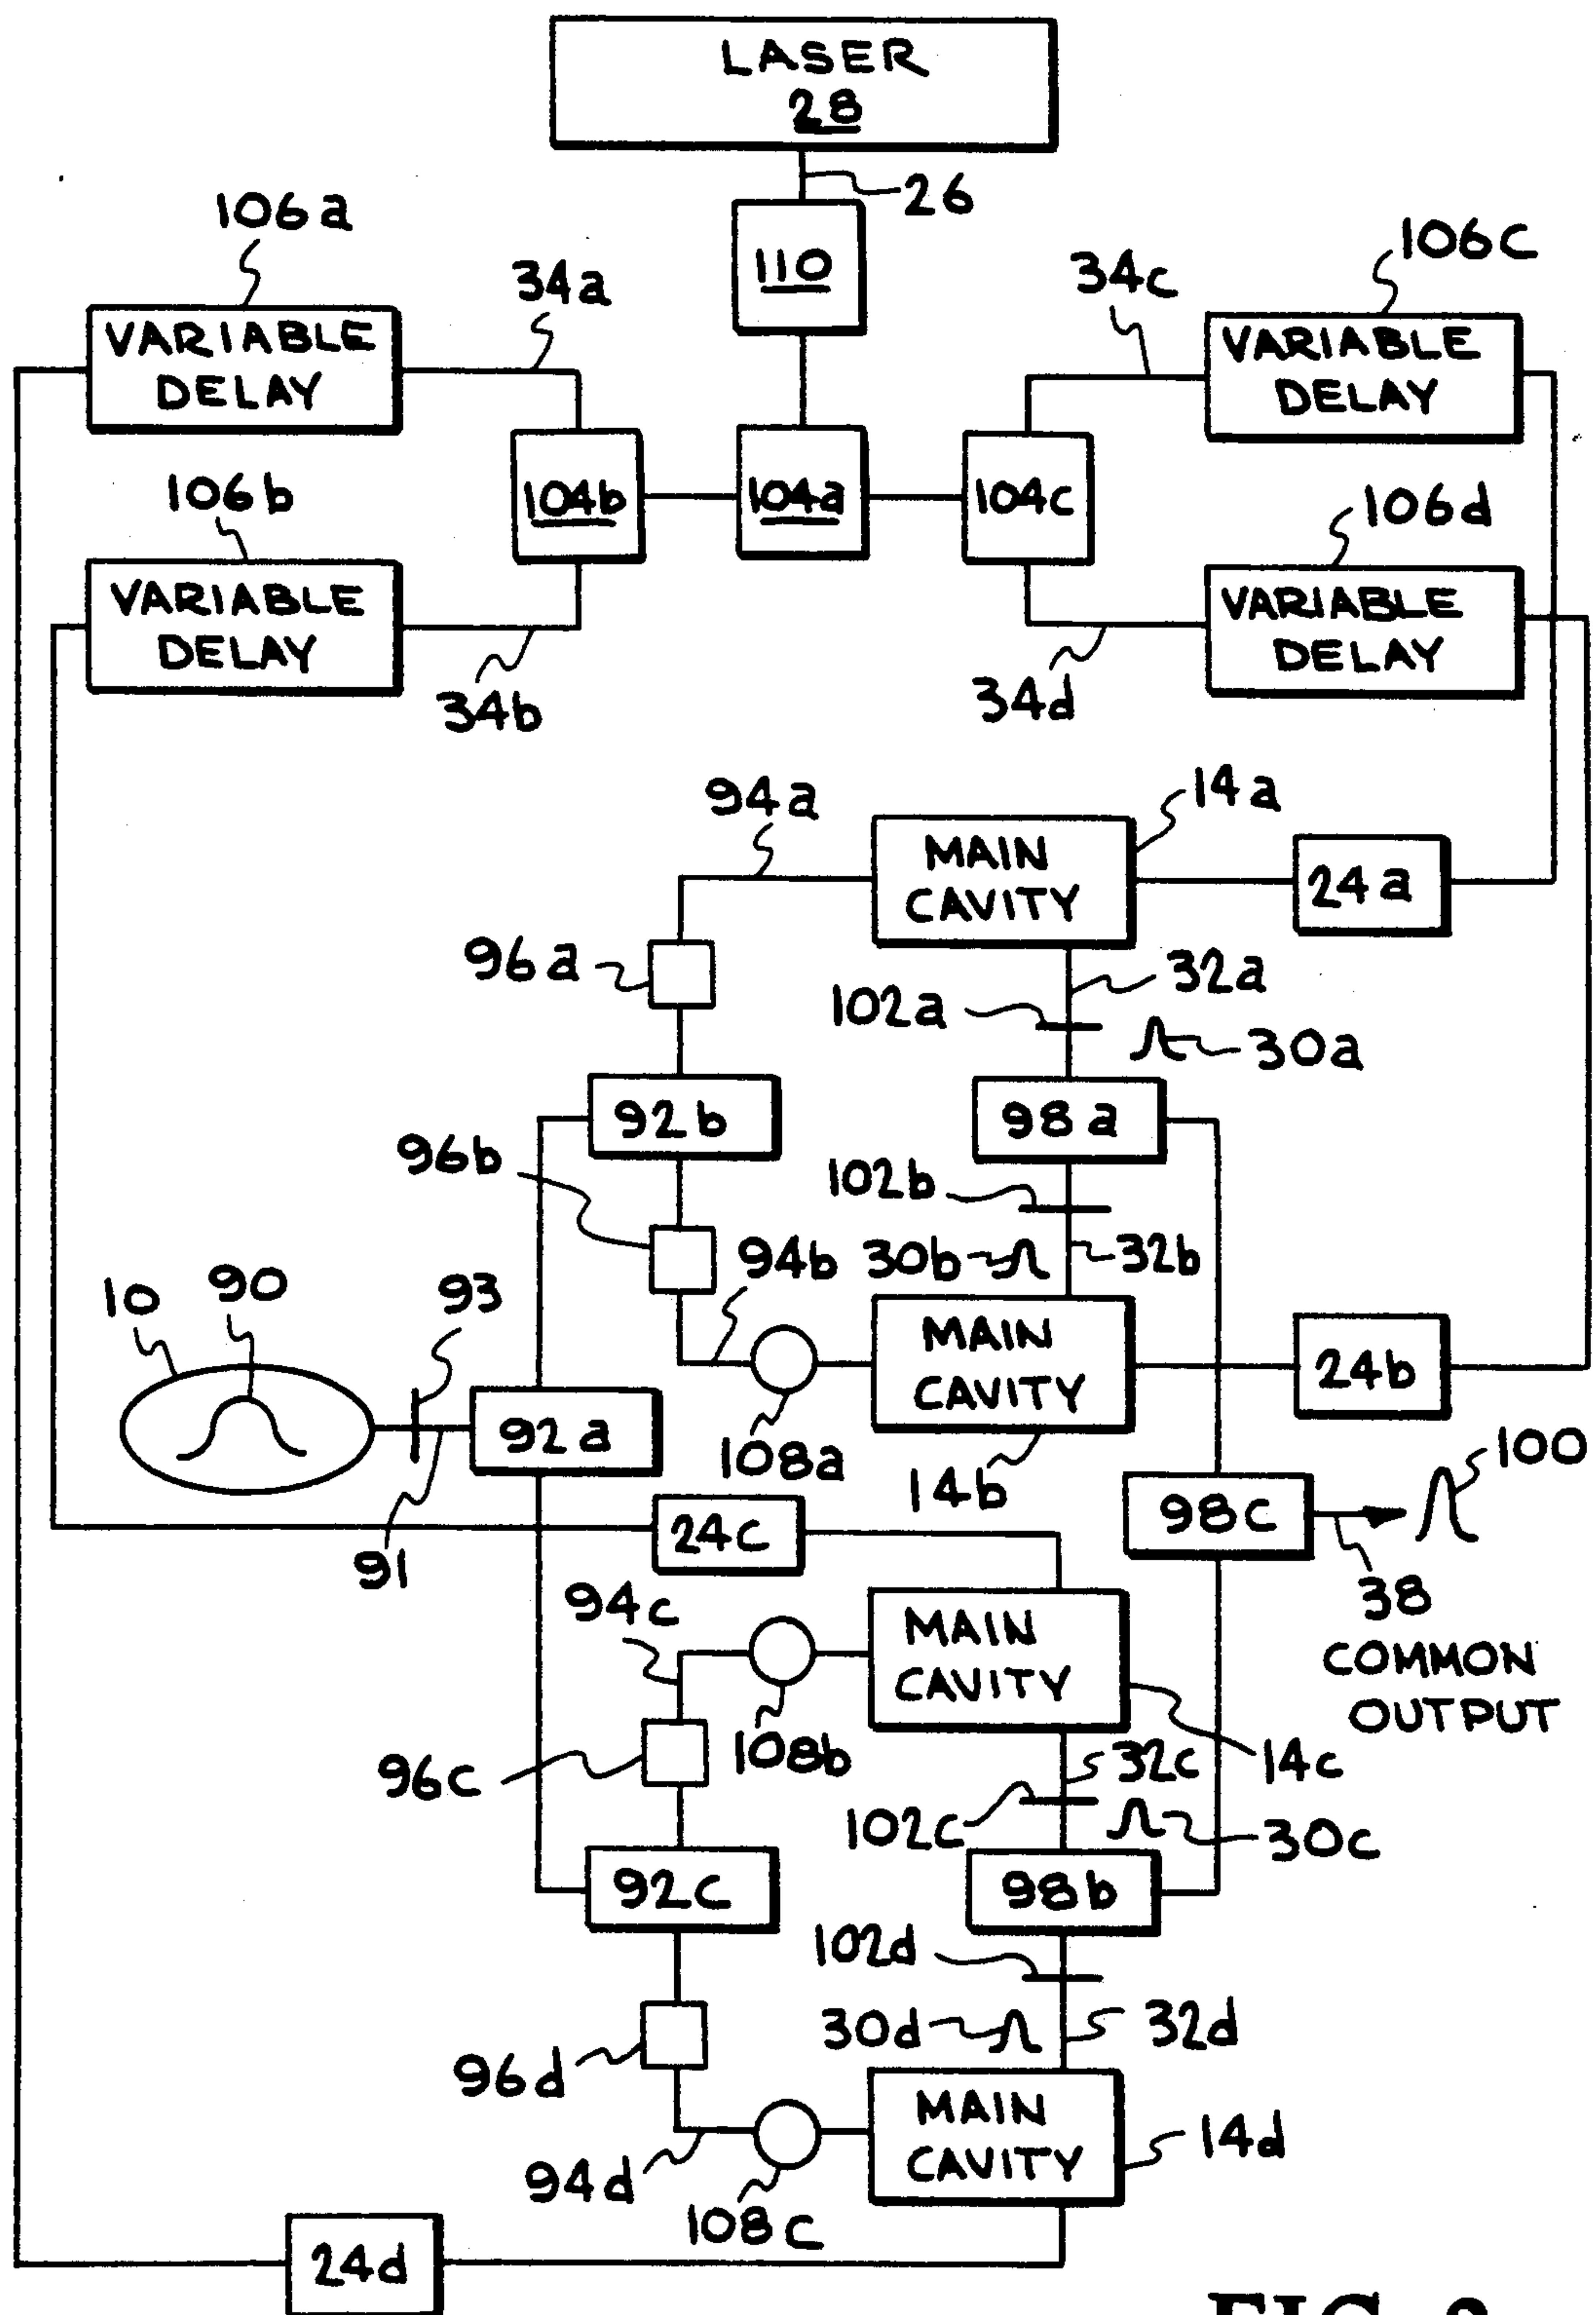 LASER
28
26
106a
110
106c
34a
34c
VARIABLE
DELAY
VARIABLE
DELAY
106b
104b
104a
104c
106d
VARIABLE
DELAY
VARIABLE
DELAY
34b
34d
94a
14a
MAIN
CAVITY
24a
96a
32a
102a
30a
92b
98a
96b
102b
94b
30b
32b
10
90
93
MAIN
CAVITY
24b
92a
108a
14b
100
98c
24c
91
38
COMMON
OUTPUT
94c
MAIN
CAVITY
108b
96c
32c
14c
102c
30c
92c
98b
102d
30d
32d
96d
MAIN
CAVITY
14d
94d
108c
24d